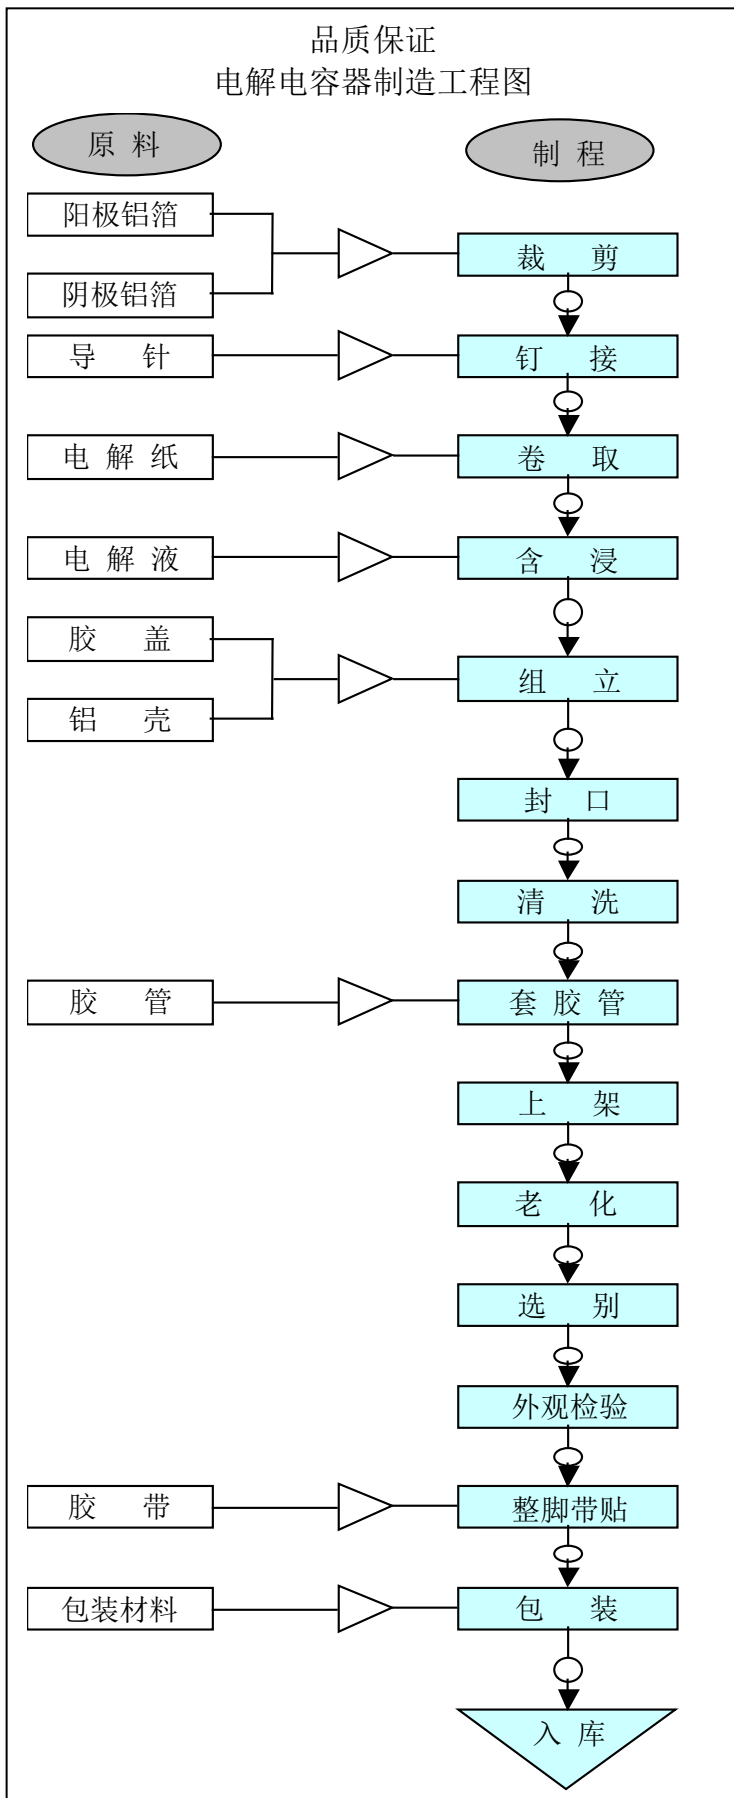 品质保证
电解电容器制造工程图
原 料
制 程
阳极铝箔
裁 剪
阴极铝箔
导 针
钉 接
电 解 纸
卷 取
电 解 液
含 浸
胶 盖
组 立
铝 壳
封 口
清 洗
胶 管
套 胶 管
上 架
老 化
选 别
外观检验
胶 带
整脚带贴
包装材料
包 装
入 库